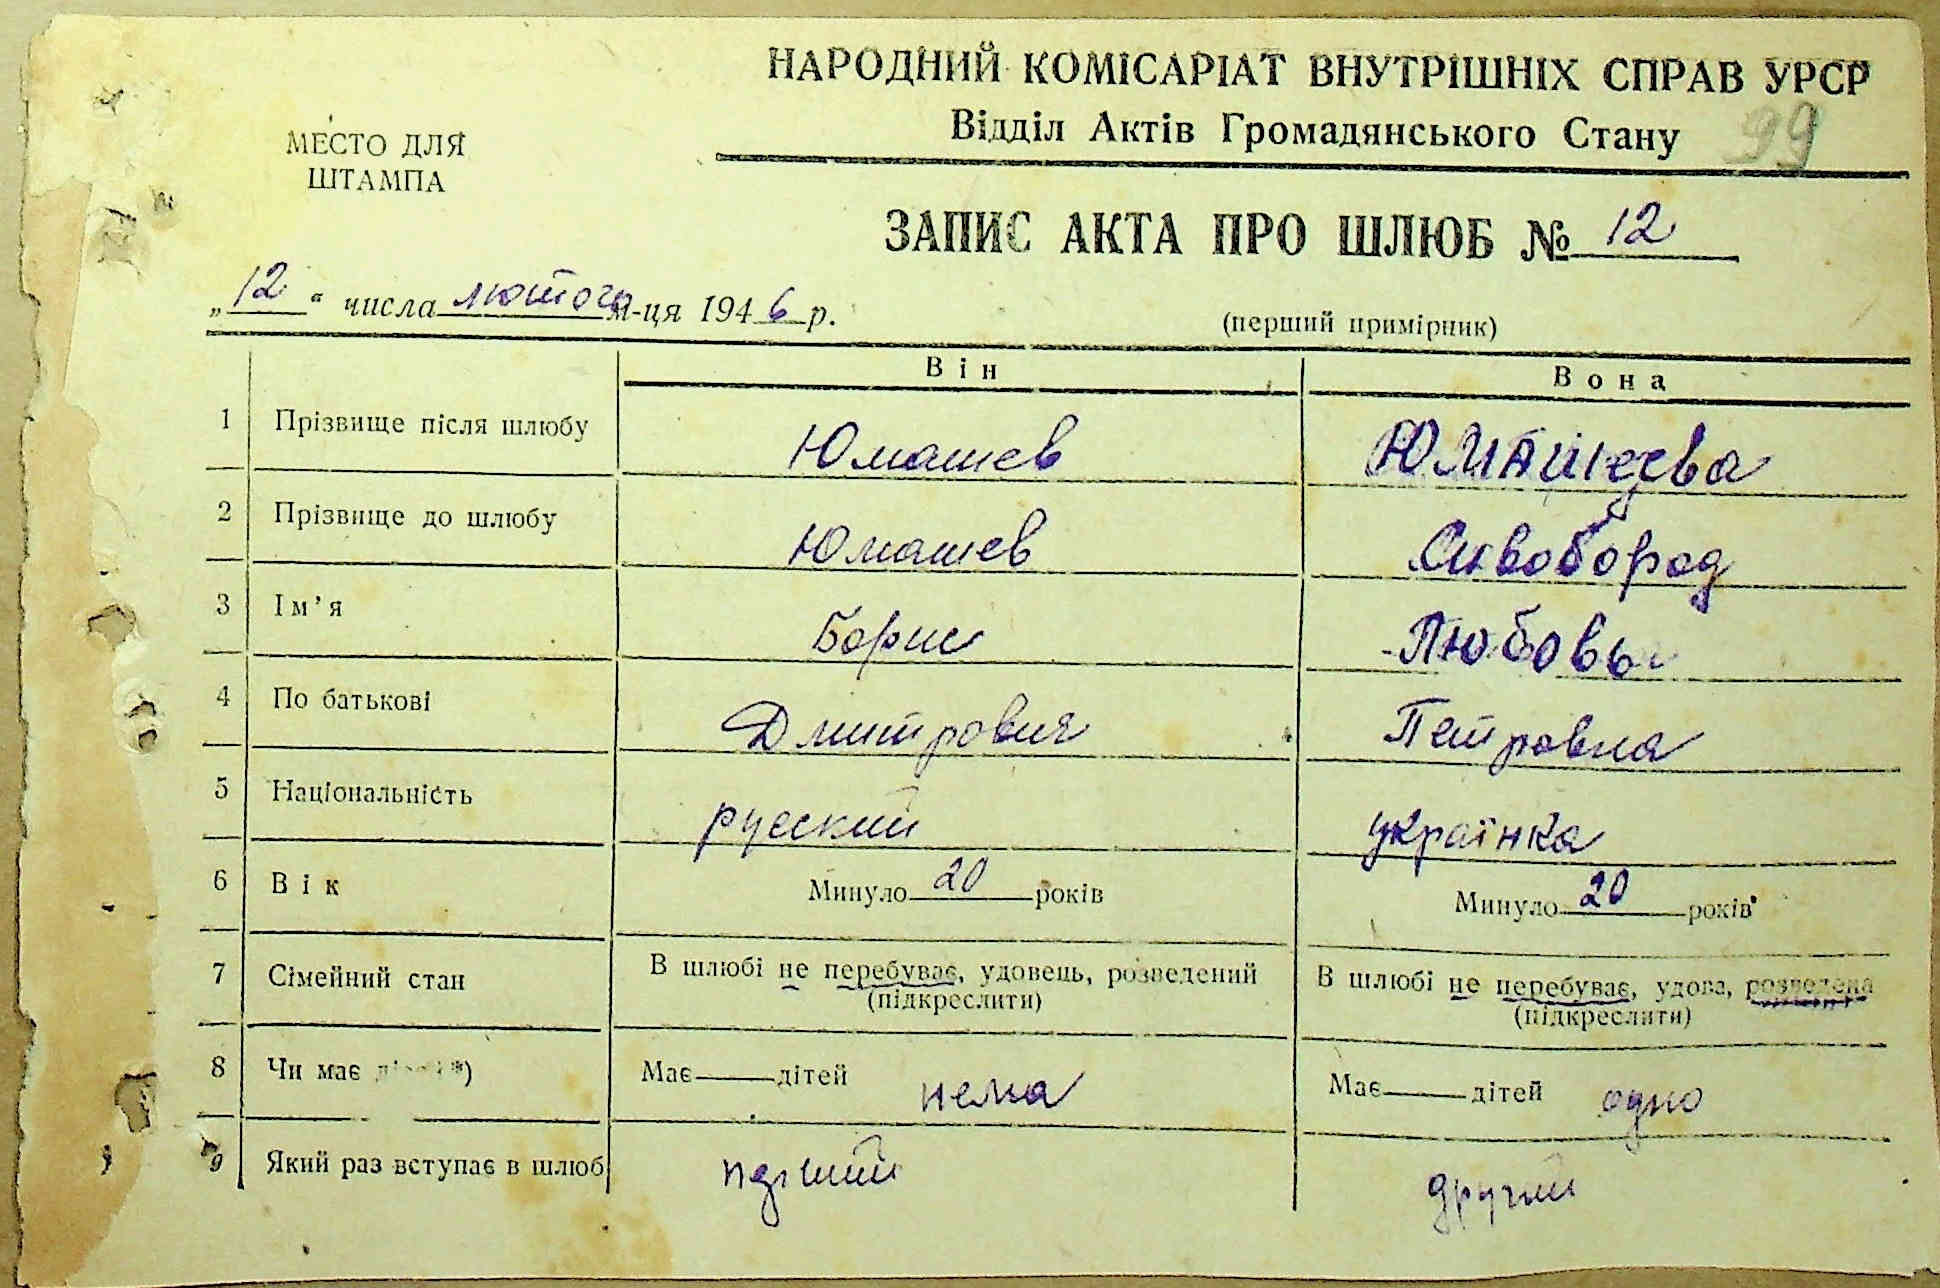 НАРОДНИЙ КОМІСАРІАТ ВНУТРІШНІХ СПРАВ УРСР
Відділ Актів Громадянського Стану
99
МЕСТО ДЛЯ
ШТАМПА
ЗАПИС АКТА ПРО ШЛЮБ № 12
„12“ числа лютого м-ця 1946 р.
(перший примірник)
Він Вона
1 Прізвище після шлюбу Юмашев Юмашева
2 Прізвище до шлюбу Юмашев Сивобород
3 Ім’я Борис Любовь
4 По батькові Дмитрович Петровна
5 Національність русский українка
6 Вік Минуло 20 років Минуло 20 років
7 Сімейний стан В шлюбі не перебуває, удовець, розведений В шлюбі не перебуває, удова, розведена
(підкреслити) (підкреслити)
8 Чи має дітей*) Має дітей нема Має дітей одно
9 Який раз вступає в шлюб перший другий